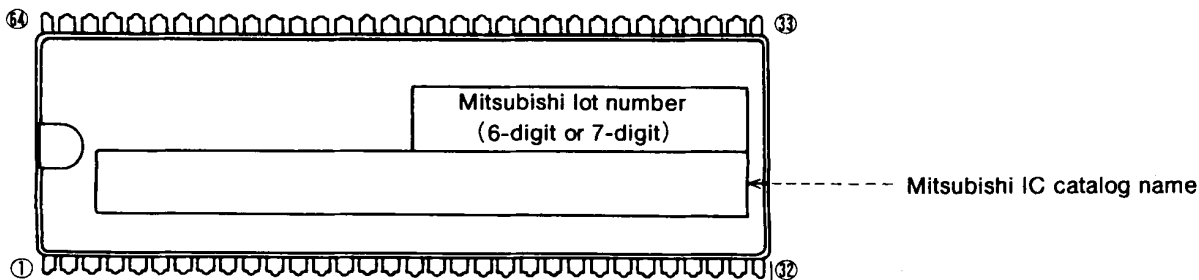 64 33
Mitsubishi lot number
(6-digit or 7-digit)
Mitsubishi IC catalog name
1 32